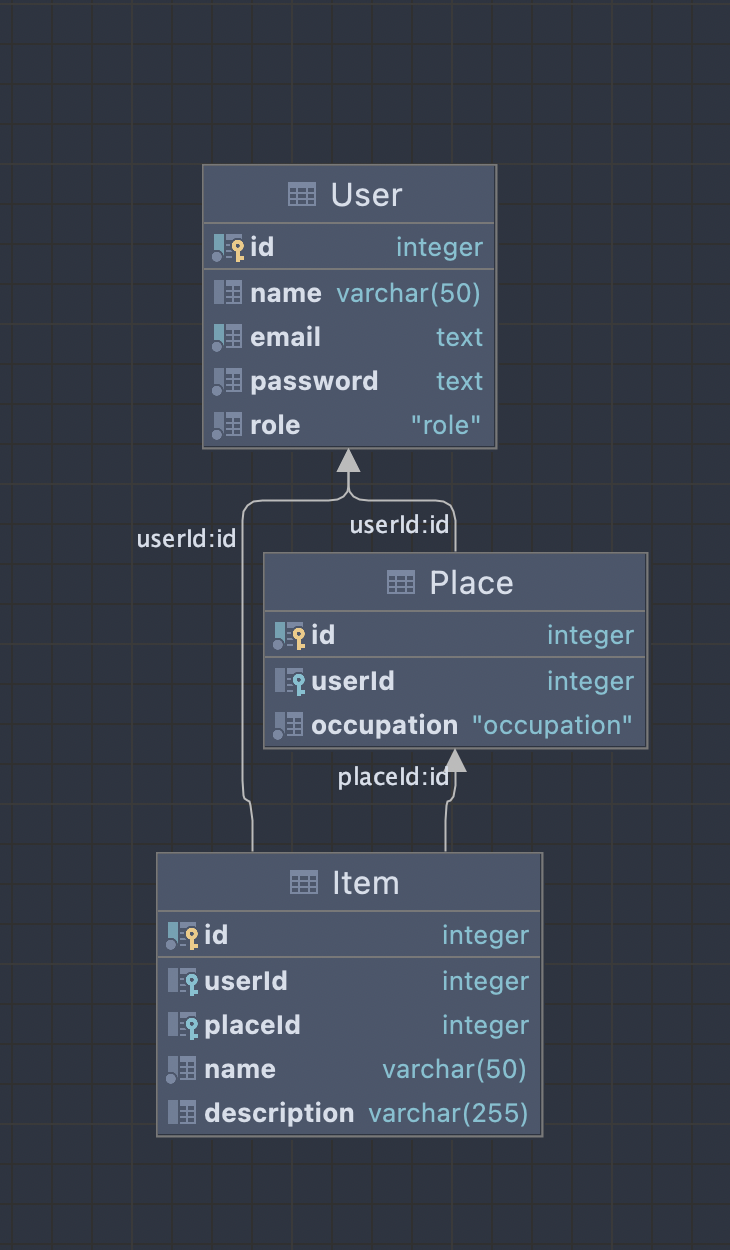 User
id integer
name varchar(50)
email text
password text
role "role"
userId:id
userId:id
Place
id integer
userId integer
occupation "occupation"
placeId:id
Item
id integer
userId integer
placeId integer
name varchar(50)
description varchar(255)